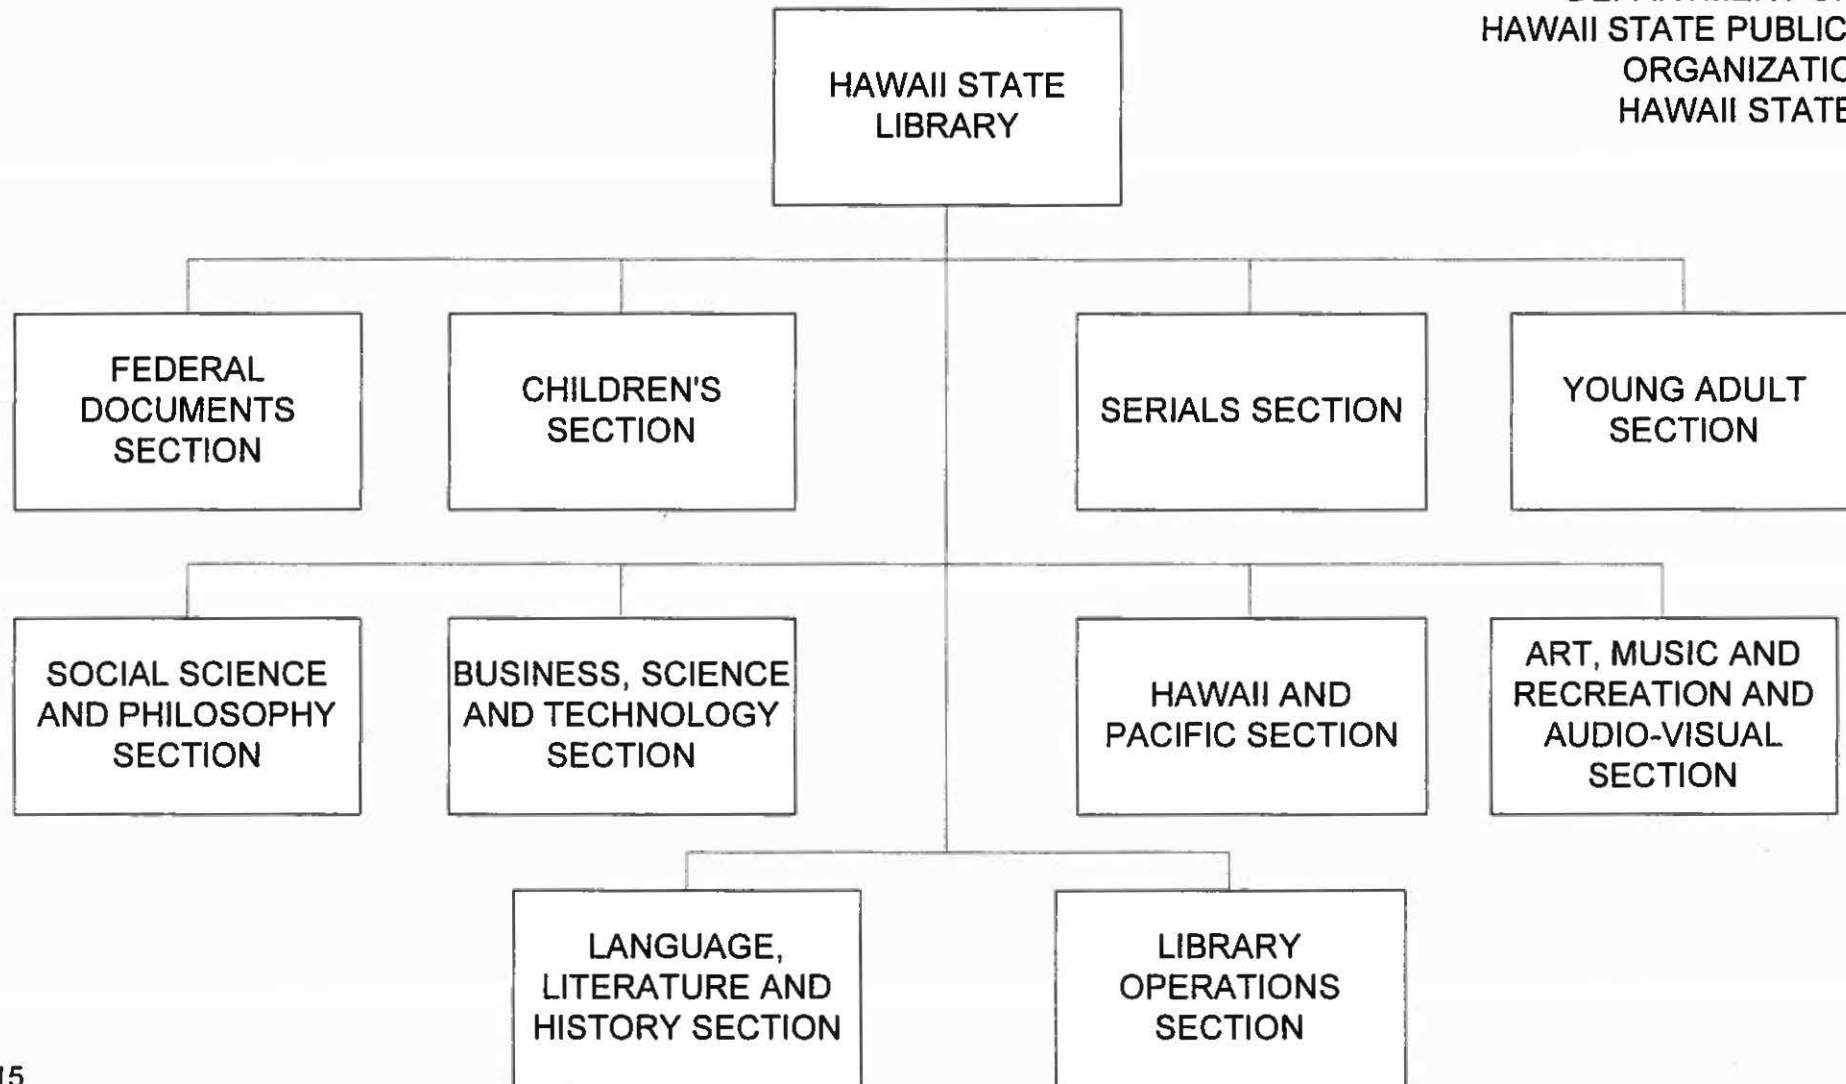 HAWAII STATE PUBLIC
HAWAII STATE
HAWAII STATE
LIBRARY
FEDERAL
DOCUMENTS
SECTION
CHILDREN'S
SECTION
SERIALS SECTION
YOUNG ADULT
SECTION
SOCIAL SCIENCE
AND PHILOSOPHY
SECTION
BUSINESS, SCIENCE
AND TECHNOLOGY
SECTION
HAWAII AND
PACIFIC SECTION
ART, MUSIC AND
RECREATION AND
AUDIO-VISUAL
SECTION
LANGUAGE,
LITERATURE AND
HISTORY SECTION
LIBRARY
OPERATIONS
SECTION